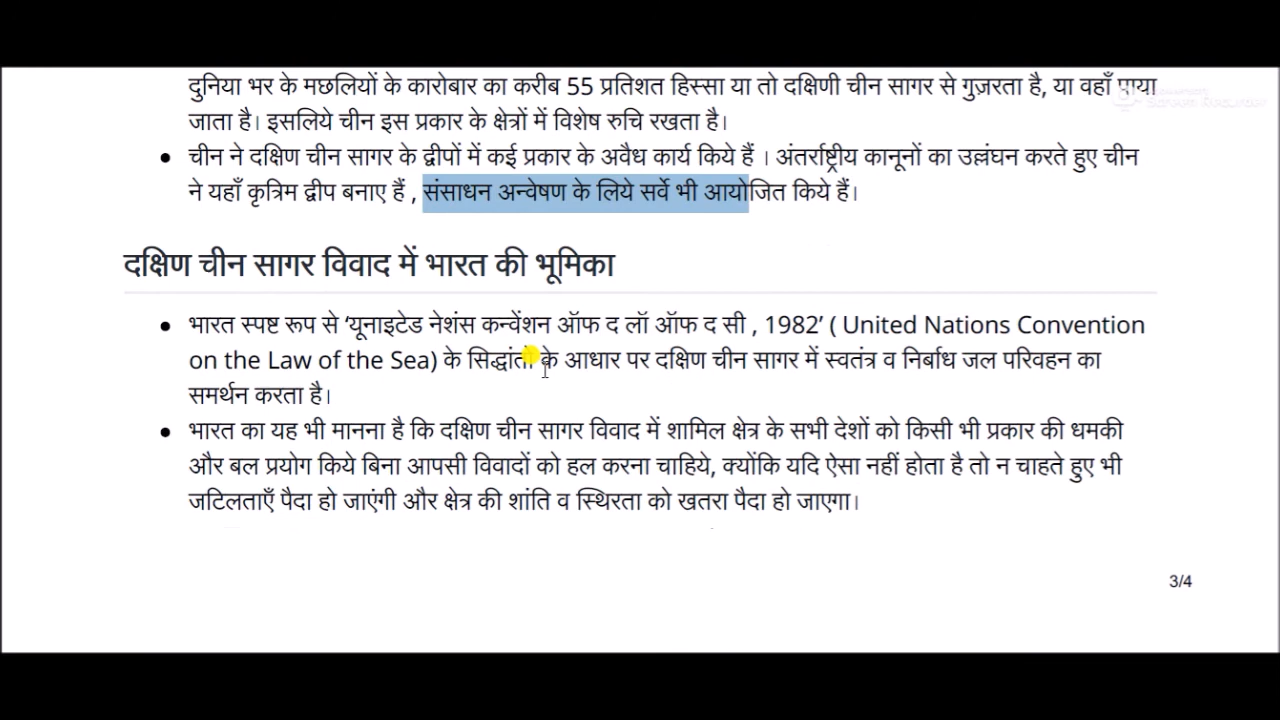 दुनिया भर के मछलियों के कारोबार का करीब 55 प्रतिशत हिस्सा या तो दक्षिणी चीन सागर से गुज़रता है, या वहाँ पाया
जाता है। इसलिये चीन इस प्रकार के क्षेत्रों में विशेष रुचि रखता है।
● चीन ने दक्षिण चीन सागर के द्वीपों में कई प्रकार के अवैध कार्य किये हैं । अंतर्राष्ट्रीय कानूनों का उल्लंघन करते हुए चीन
ने यहाँ कृत्रिम द्वीप बनाए हैं , संसाधन अन्वेषण के लिये सर्वे भी आयोजित किये हैं।
दक्षिण चीन सागर विवाद में भारत की भूमिका
● भारत स्पष्ट रूप से ‘यूनाइटेड नेशंस कन्वेंशन ऑफ द लॉ ऑफ द सी , 1982’ ( United Nations Convention
on the Law of the Sea) के सिद्धांतों के आधार पर दक्षिण चीन सागर में स्वतंत्र व निर्बाध जल परिवहन का
समर्थन करता है।
● भारत का यह भी मानना है कि दक्षिण चीन सागर विवाद में शामिल क्षेत्र के सभी देशों को किसी भी प्रकार की धमकी
और बल प्रयोग किये बिना आपसी विवादों को हल करना चाहिये, क्योंकि यदि ऐसा नहीं होता है तो न चाहते हुए भी
जटिलताएँ पैदा हो जाएंगी और क्षेत्र की शांति व स्थिरता को खतरा पैदा हो जाएगा।
3/4
Screen Recorder